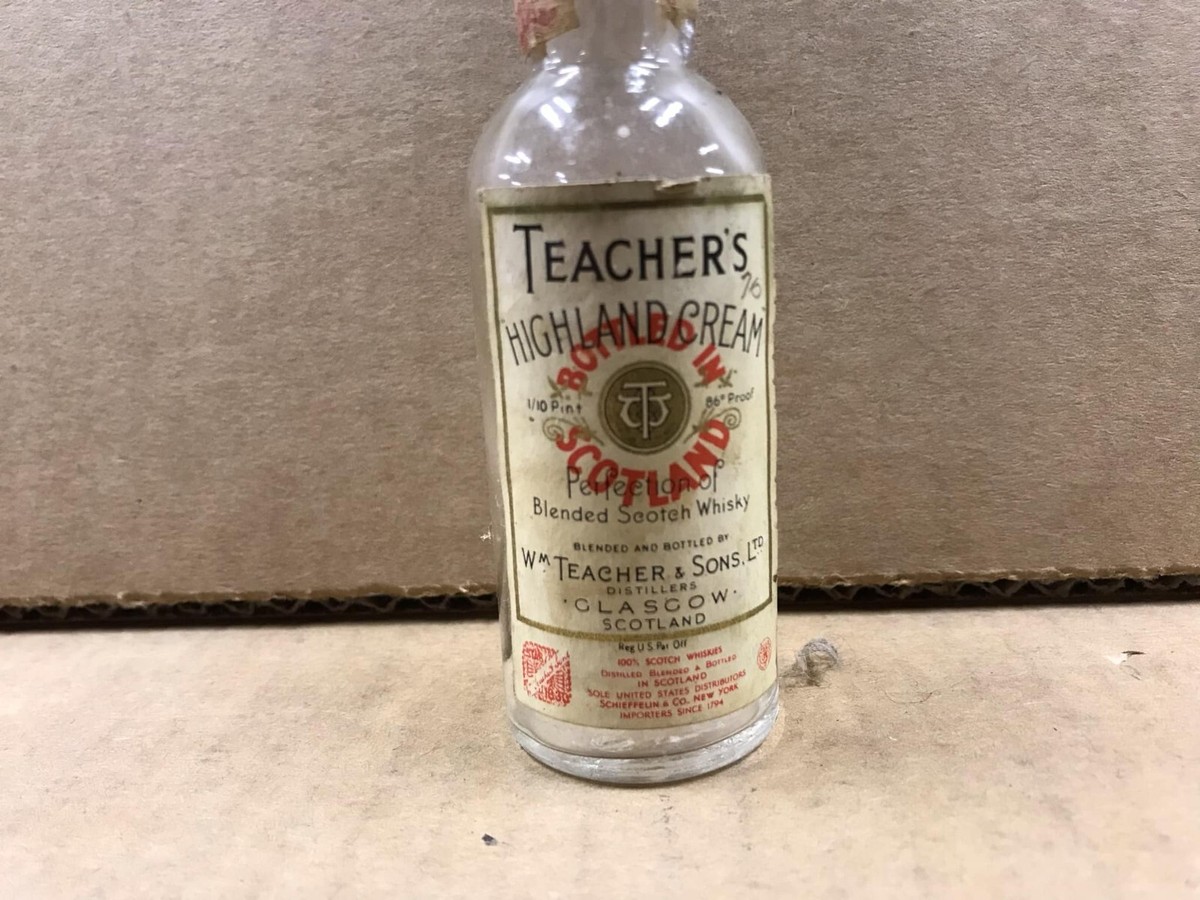 TEACHER'S
76
"HIGHLAND CREAM"
BOTTLED IN
1/10 Pint
86° Proof
SCOTLAND
Perfection of
Blended Scotch Whisky
BLENDED AND BOTTLED BY
WM TEACHER & SONS, LTD
DISTILLERS
·GLASGOW·
SCOTLAND
Reg U S Pat Off
100% SCOTCH WHISKIES
DISTILLED BLENDED & BOTTLED
IN SCOTLAND
SOLE UNITED STATES DISTRIBUTORS
SCHIEFFELIN & CO., NEW YORK
IMPORTERS SINCE 1794
1830